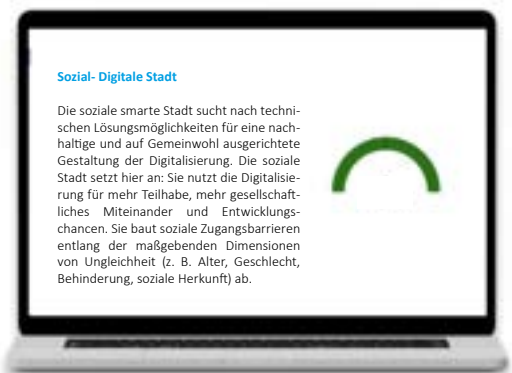 Sozial- Digitale Stadt
Die soziale smarte Stadt sucht nach techni-
schen Lösungsmöglichkeiten für eine nach-
haltige und auf Gemeinwohl ausgerichtete
Gestaltung der Digitalisierung. Die soziale
Stadt setzt hier an: Sie nutzt die Digitalisie-
rung für mehr Teilhabe, mehr gesellschaft-
liches Miteinander und Entwicklungs-
chancen. Sie baut soziale Zugangsbarrieren
entlang der maßgebenden Dimensionen
von Ungleichheit (z. B. Alter, Geschlecht,
Behinderung, soziale Herkunft) ab.